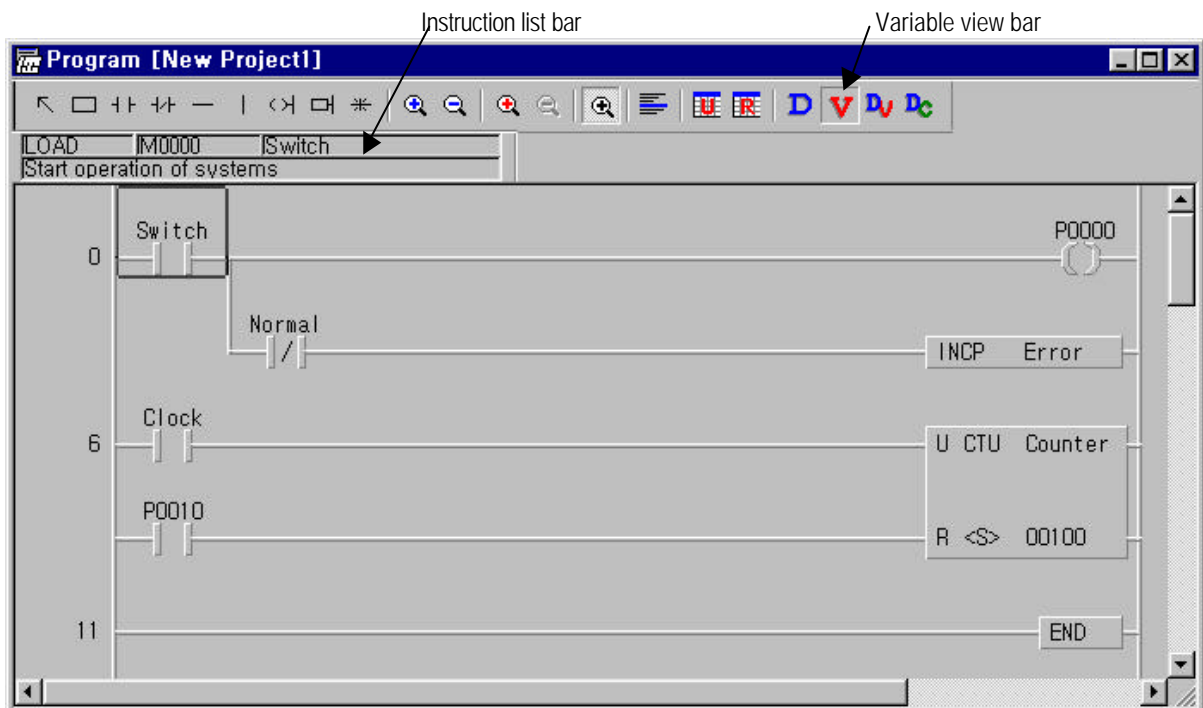 Instruction list bar
Variable view bar
Program [New Project1]
U R D V DU DC
LOAD M0000 Switch
Start operation of systems
Switch P0000
0
Normal
INCP Error
Clock
6 U CTU Counter
P0010
R <S> 00100
11 END